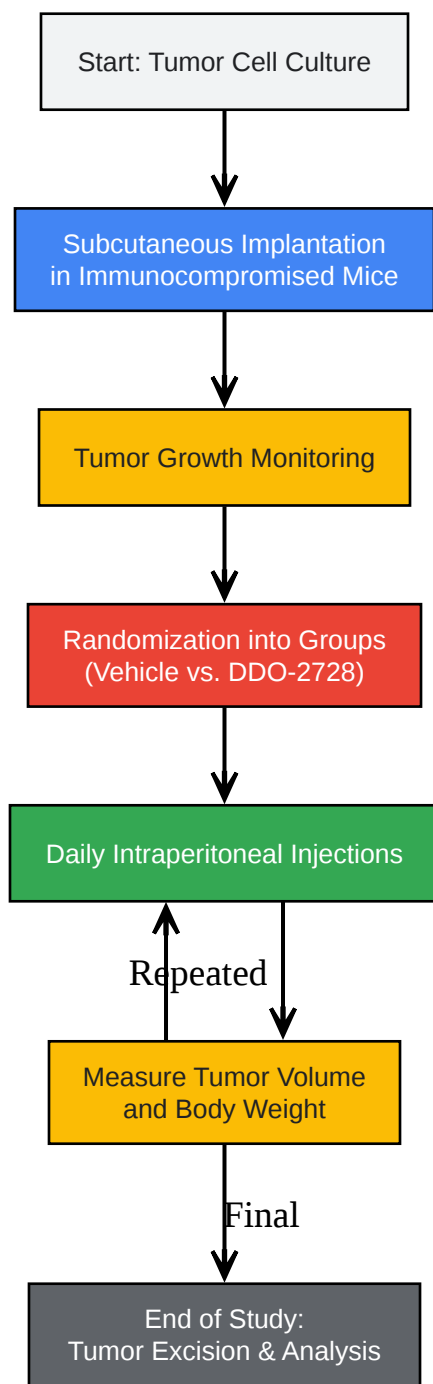 Start: Tumor Cell Culture
Subcutaneous Implantation
in Immunocompromised Mice
Tumor Growth Monitoring
Randomization into Groups
(Vehicle vs. DDO-2728)
Daily Intraperitoneal Injections
Repeated
Measure Tumor Volume
and Body Weight
Final
End of Study:
Tumor Excision & Analysis